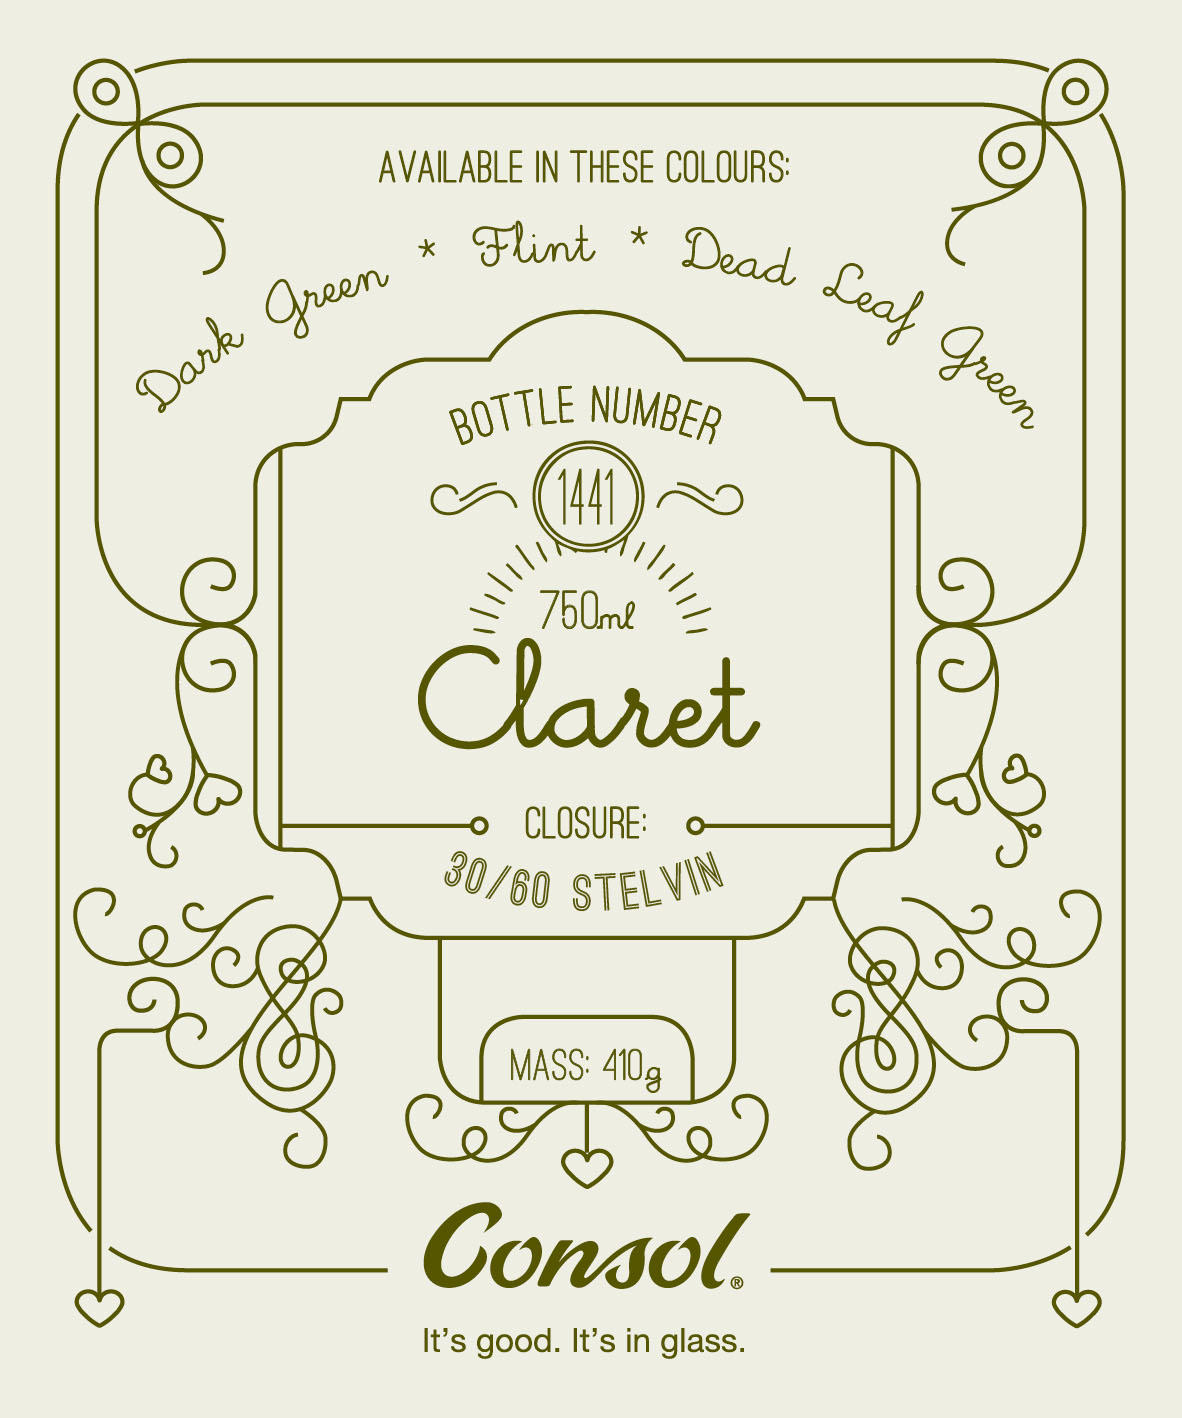 AVAILABLE IN THESE COLOURS:
Dark Green * Flint * Dead Leaf Green
BOTTLE NUMBER
1441
750ml
Claret
CLOSURE:
30/60 STELVIN
MASS: 410g
Consol®
It's good. It's in glass.